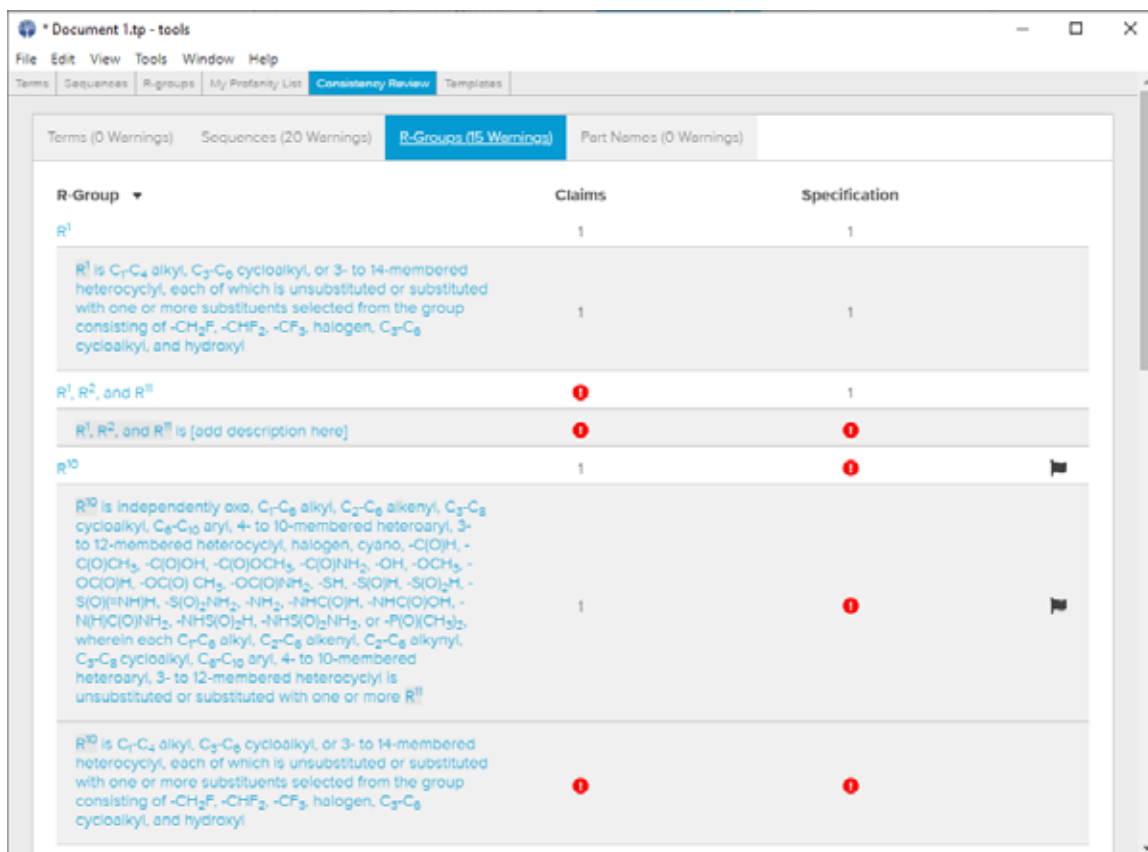 * Document 1.tp - tools
File Edit View Tools Window Help
Terms Sequences R-groups My Profanity List Consistency Review Templates
Terms (0 Warnings) Sequences (20 Warnings) R-Groups (15 Warnings) Part Names (0 Warnings)
R-Group Claims Specification
R¹ 1 1
R¹ is C₁-C₄ alkyl, C₃-C₆ cycloalkyl, or 3- to 14-membered
heterocyclyl, each of which is unsubstituted or substituted
with one or more substituents selected from the group
consisting of -CH₂F, -CHF₂, -CF₃, halogen, C₃-C₆
cycloalkyl, and hydroxyl
1 1
R¹, R², and R¹¹ 1
R¹, R², and R¹¹ is [add description here]
R¹⁰ 1
R¹⁰ is independently oxo, C₁-C₆ alkyl, C₂-C₆ alkenyl, C₃-C₈
cycloalkyl, C₆-C₁₀ aryl, 4- to 10-membered heteroaryl, 3-
to 12-membered heterocyclyl, halogen, cyano, -C(O)H, -
C(O)CH₃, -C(O)OH, -C(O)OCH₃, -C(O)NH₂, -OH, -OCH₃, -
OC(O)H, -OC(O) CH₃, -OC(O)NH₂, -SH, -S(O)H, -S(O)₂H, -
S(O)(=NH)H, -S(O)₂NH₂, -NH₂, -NHC(O)H, -NHC(O)OH, -
N(H)C(O)NH₂, -NHS(O)₂H, -NHS(O)₂NH₂, or -P(O)(CH₃)₂,
wherein each C₁-C₆ alkyl, C₂-C₆ alkenyl, C₂-C₆ alkynyl,
C₃-C₈ cycloalkyl, C₆-C₁₀ aryl, 4- to 10-membered
heteroaryl, 3- to 12-membered heterocyclyl is
unsubstituted or substituted with one or more R¹¹
1
R¹⁰ is C₁-C₄ alkyl, C₃-C₆ cycloalkyl, or 3- to 14-membered
heterocyclyl, each of which is unsubstituted or substituted
with one or more substituents selected from the group
consisting of -CH₂F, -CHF₂, -CF₃, halogen, C₃-C₆
cycloalkyl, and hydroxyl